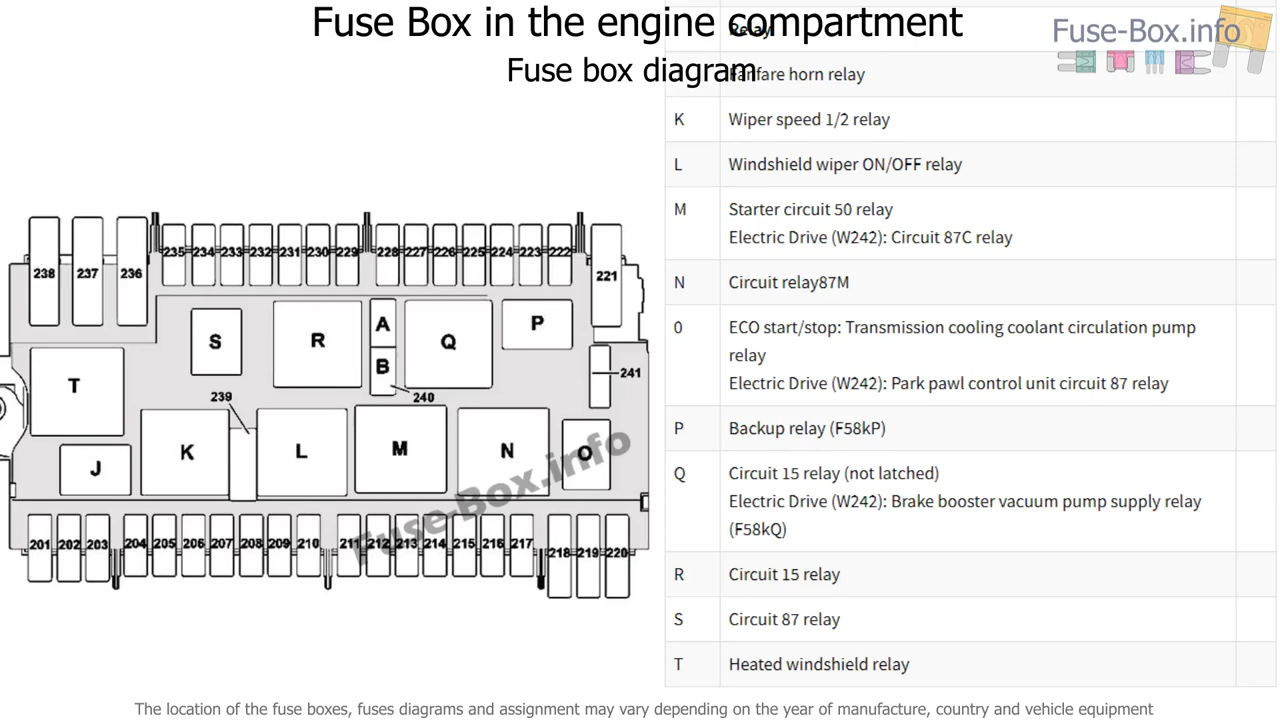 Fuse Box in the engine compartment
Fuse box diagram
Fuse-Box.info
Relay
Fanfare horn relay
K Wiper speed 1/2 relay
L Windshield wiper ON/OFF relay
M Starter circuit 50 relay
Electric Drive (W242): Circuit 87C relay
N Circuit relay87M
0 ECO start/stop: Transmission cooling coolant circulation pump
relay
Electric Drive (W242): Park pawl control unit circuit 87 relay
P Backup relay (F58kP)
Q Circuit 15 relay (not latched)
Electric Drive (W242): Brake booster vacuum pump supply relay
(F58kQ)
R Circuit 15 relay
S Circuit 87 relay
T Heated windshield relay
238 237 236 235 234 233 232 231 230 229 228 227 226 225 224 223 222 221
S R A Q P
B
T 241
239 240
K L M N O
J
Fuse-Box.info
201 202 203 204 205 206 207 208 209 210 211 212 213 214 215 216 217 218 219 220
The location of the fuse boxes, fuses diagrams and assignment may vary depending on the year of manufacture, country and vehicle equipment